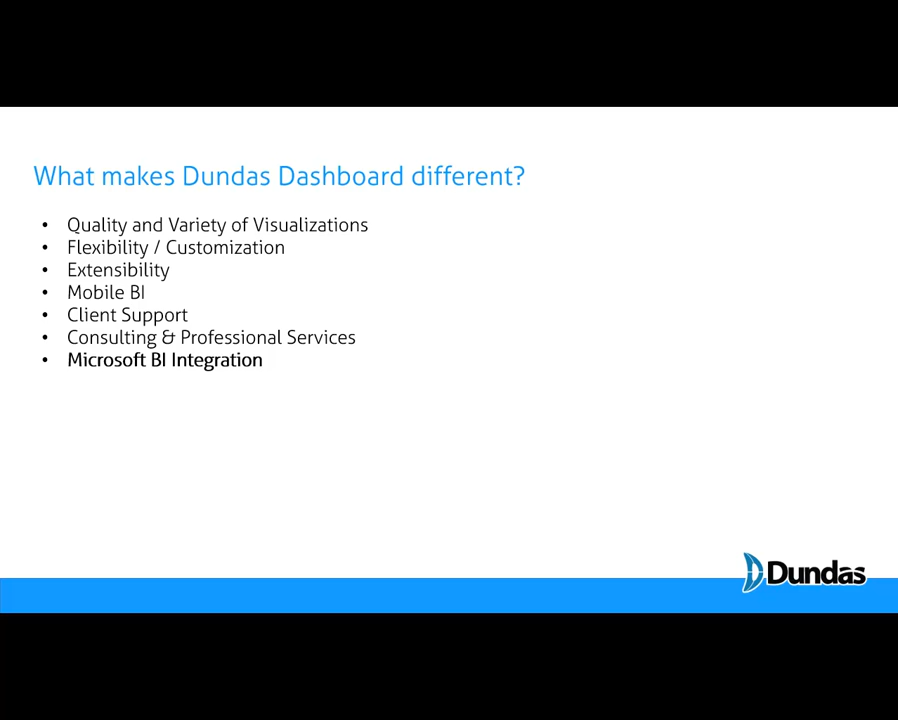 What makes Dundas Dashboard different?
• Quality and Variety of Visualizations
• Flexibility / Customization
• Extensibility
• Mobile BI
• Client Support
• Consulting & Professional Services
• Microsoft BI Integration
Dundas